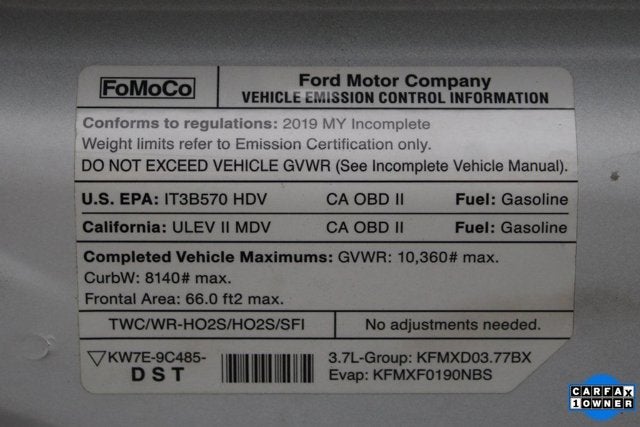 FoMoCo
Ford Motor Company
VEHICLE EMISSION CONTROL INFORMATION
Conforms to regulations: 2019 MY Incomplete
Weight limits refer to Emission Certification only.
DO NOT EXCEED VEHICLE GVWR (See Incomplete Vehicle Manual).
U.S. EPA: IT3B570 HDV CA OBD II Fuel: Gasoline
California: ULEV II MDV CA OBD II Fuel: Gasoline
Completed Vehicle Maximums: GVWR: 10,360# max.
CurbW: 8140# max.
Frontal Area: 66.0 ft2 max.
TWC/WR-HO2S/HO2S/SFI No adjustments needed.
KW7E-9C485- 3.7L-Group: KFMXD03.77BX
DST Evap: KFMXF0190NBS
CARFAX
1 OWNER